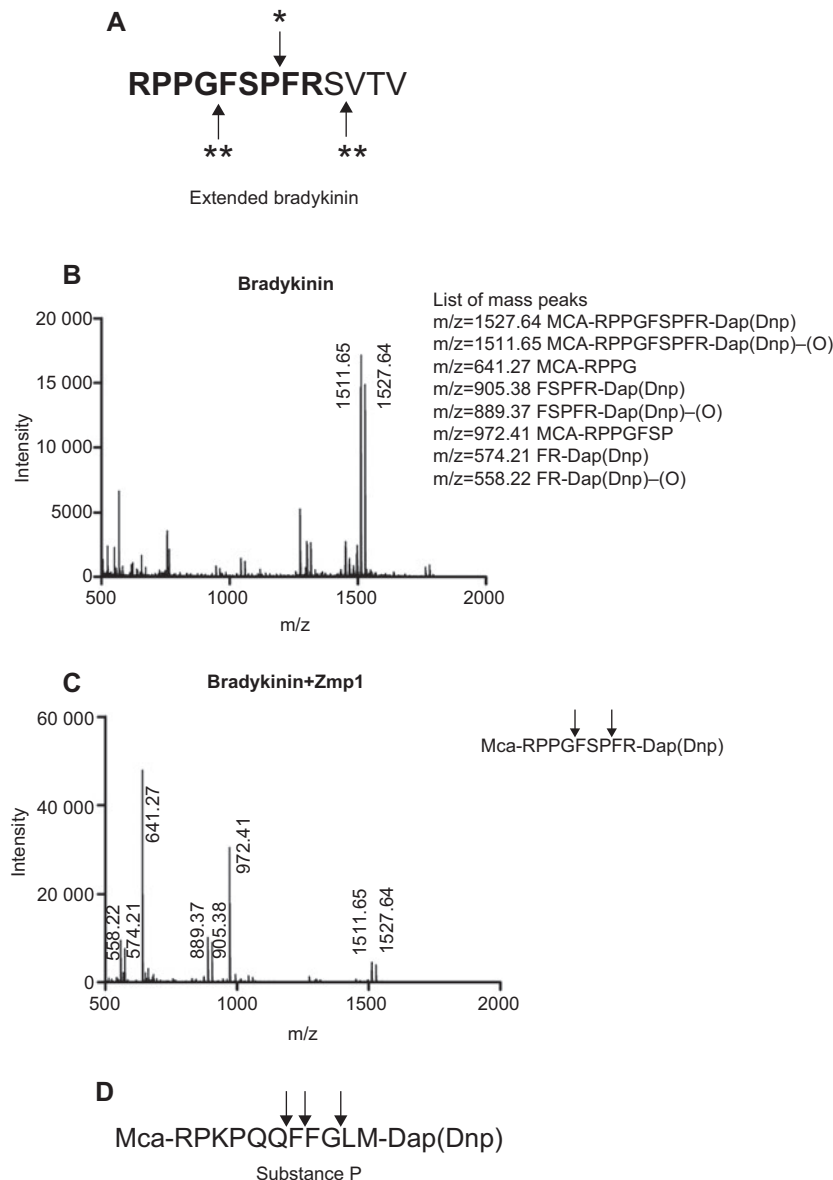 A
*
RPPGFSPFRSVTV
** **
Extended bradykinin
B
Bradykinin
20 000
15 000
10 000
5000
0
Intensity
1511.65
1527.64
500 1000 1500 2000
m/z
List of mass peaks
m/z=1527.64 MCA-RPPGFSPFR-Dap(Dnp)
m/z=1511.65 MCA-RPPGFSPFR-Dap(Dnp)–(O)
m/z=641.27 MCA-RPPG
m/z=905.38 FSPFR-Dap(Dnp)
m/z=889.37 FSPFR-Dap(Dnp)–(O)
m/z=972.41 MCA-RPPGFSP
m/z=574.21 FR-Dap(Dnp)
m/z=558.22 FR-Dap(Dnp)–(O)
C
Bradykinin+Zmp1
60 000
40 000
20 000
0
Intensity
558.22
574.21
641.27
889.37
905.38
972.41
1511.65
1527.64
500 1000 1500 2000
m/z
Mca-RPPGFSPFR-Dap(Dnp)
D
Mca-RPKPQQFFGLM-Dap(Dnp)
Substance P